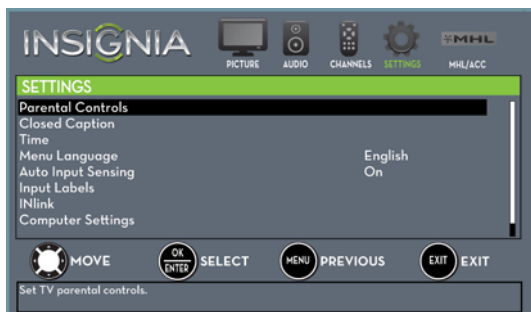 INSIGNIA
MHL
PICTURE AUDIO CHANNELS SETTINGS MHL/ACC
SETTINGS
Parental Controls
Closed Caption
Time
Menu Language English
Auto Input Sensing On
Input Labels
INlink
Computer Settings
MOVE OK ENTER SELECT MENU PREVIOUS EXIT EXIT
Set TV parental controls.